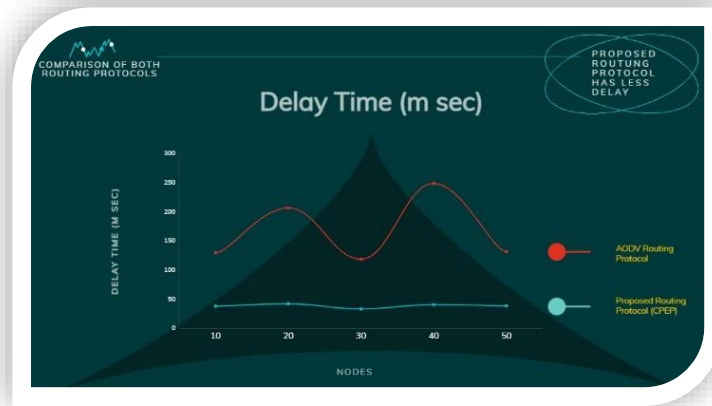 COMPARISON OF BOTH
ROUTING PROTOCOLS
PROPOSED
ROUTUNG
PROTOCOL
HAS LESS
DELAY
Delay Time (m sec)
DELAY TIME (M SEC)
300
250
200
150
100
50
0
10
20
30
40
50
NODES
AODV Routing
Protocol
Proposed Routing
Protocol (CPEP)